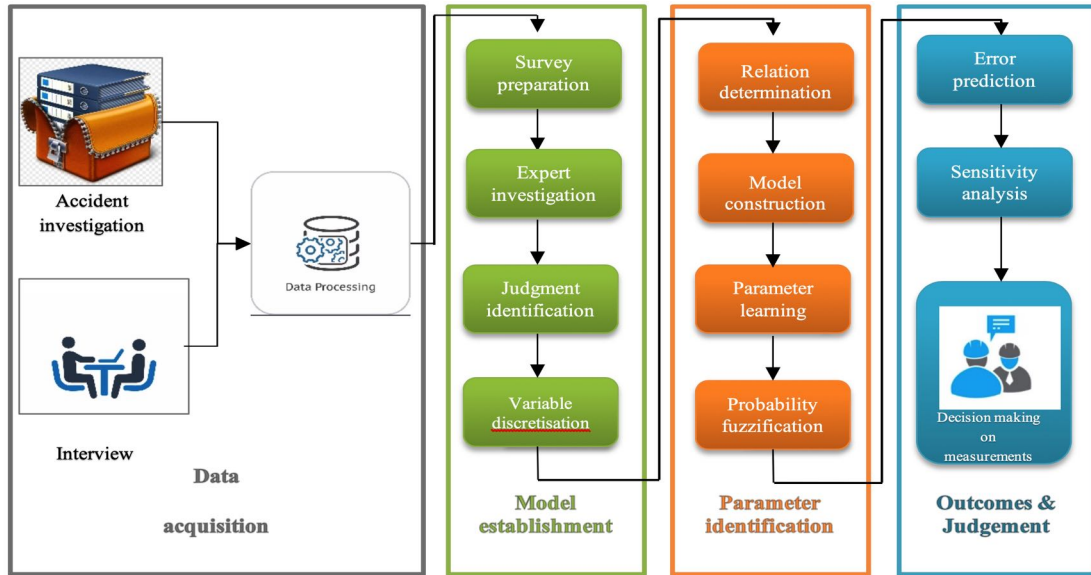 Accident
investigation
Interview
Data Processing
Data
acquisition
Survey
preparation
Expert
investigation
Judgment
identification
Variable
discretisation
Model
establishment
Relation
determination
Model
construction
Parameter
learning
Probability
fuzzification
Parameter
identification
Error
prediction
Sensitivity
analysis
Decision making
on
measurements
Outcomes &
Judgement